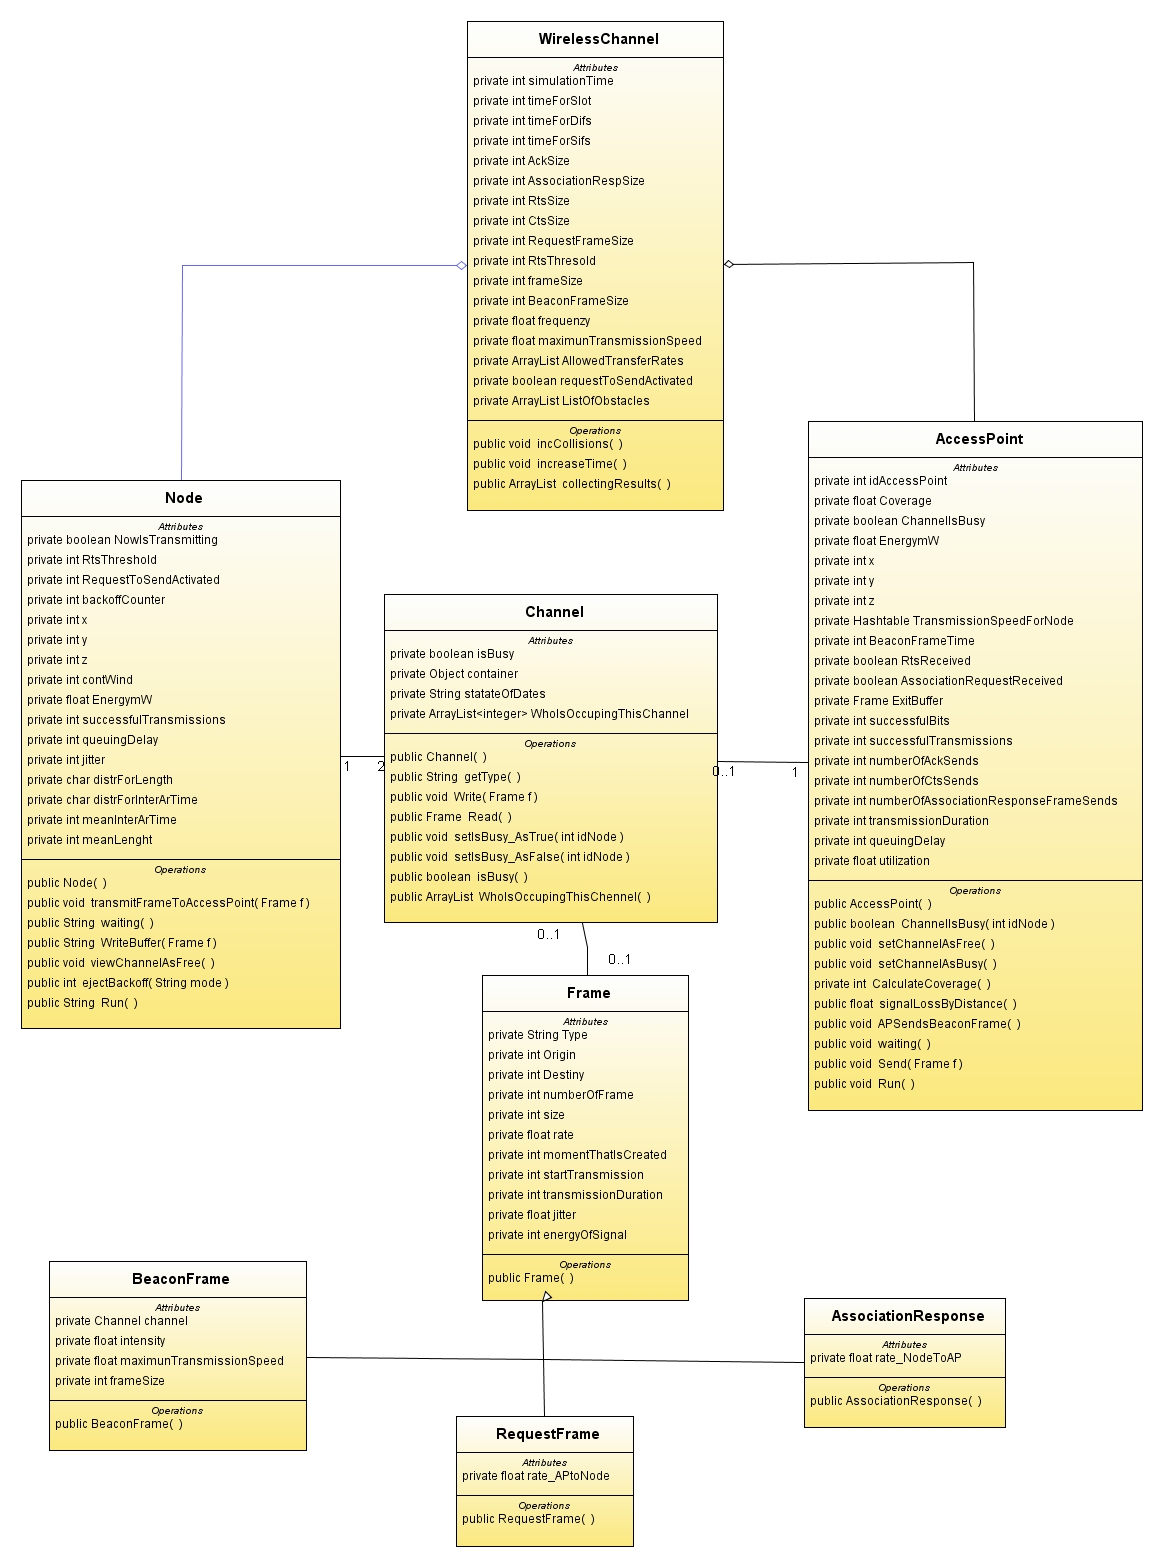 WirelessChannel
Attributes
private int simulationTime
private int timeForSlot
private int timeForDifs
private int timeForSifs
private int AckSize
private int AssociationRespSize
private int RtsSize
private int CtsSize
private int RequestFrameSize
private int RtsThresold
private int frameSize
private int BeaconFrameSize
private float frequenzy
private float maximunTransmissionSpeed
private ArrayList AllowedTransferRates
private boolean requestToSendActivated
private ArrayList ListOfObstacles
Operations
public void incCollisions( )
public void increaseTime( )
public ArrayList collectingResults( )
Node
Attributes
private boolean NowIsTransmitting
private int RtsThreshold
private int RequestToSendActivated
private int backoffCounter
private int x
private int y
private int z
private int contWind
private float EnergymW
private int successfulTransmissions
private int queuingDelay
private int jitter
private char distrForLength
private char distrForInterArTime
private int meanInterArTime
private int meanLenght
Operations
public Node( )
public void transmitFrameToAccessPoint( Frame f )
public String waiting( )
public String WriteBuffer( Frame f )
public void viewChannelAsFree( )
public int ejectBackoff( String mode )
public String Run( )
1
2
Channel
Attributes
private boolean isBusy
private Object container
private String statateOfDates
private ArrayList<integer> WhoIsOccupingThisChannel
Operations
public Channel( )
public String getType( )
public void Write( Frame f )
public Frame Read( )
public void setIsBusy_AsTrue( int idNode )
public void setIsBusy_AsFalse( int idNode )
public boolean isBusy( )
public ArrayList WhoIsOccupingThisChennel( )
0..1
1
AccessPoint
Attributes
private int idAccessPoint
private float Coverage
private boolean ChannelIsBusy
private float EnergymW
private int x
private int y
private int z
private Hashtable TransmissionSpeedForNode
private int BeaconFrameTime
private boolean RtsReceived
private boolean AssociationRequestReceived
private Frame ExitBuffer
private int successfulBits
private int successfulTransmissions
private int numberOfAckSends
private int numberOfCtsSends
private int numberOfAssociationResponseFrameSends
private int transmissionDuration
private int queuingDelay
private float utilization
Operations
public AccessPoint( )
public boolean ChannelIsBusy( int idNode )
public void setChannelAsFree( )
public void setChannelAsBusy( )
private int CalculateCoverage( )
public float signalLossByDistance( )
public void APSendsBeaconFrame( )
public void waiting( )
public void Send( Frame f )
public void Run( )
0..1
0..1
Frame
Attributes
private String Type
private int Origin
private int Destiny
private int numberOfFrame
private int size
private float rate
private int momentThatIsCreated
private int startTransmission
private int transmissionDuration
private float jitter
private int energyOfSignal
Operations
public Frame( )
BeaconFrame
Attributes
private Channel channel
private float intensity
private float maximunTransmissionSpeed
private int frameSize
Operations
public BeaconFrame( )
AssociationResponse
Attributes
private float rate_NodeToAP
Operations
public AssociationResponse( )
RequestFrame
Attributes
private float rate_APtoNode
Operations
public RequestFrame( )